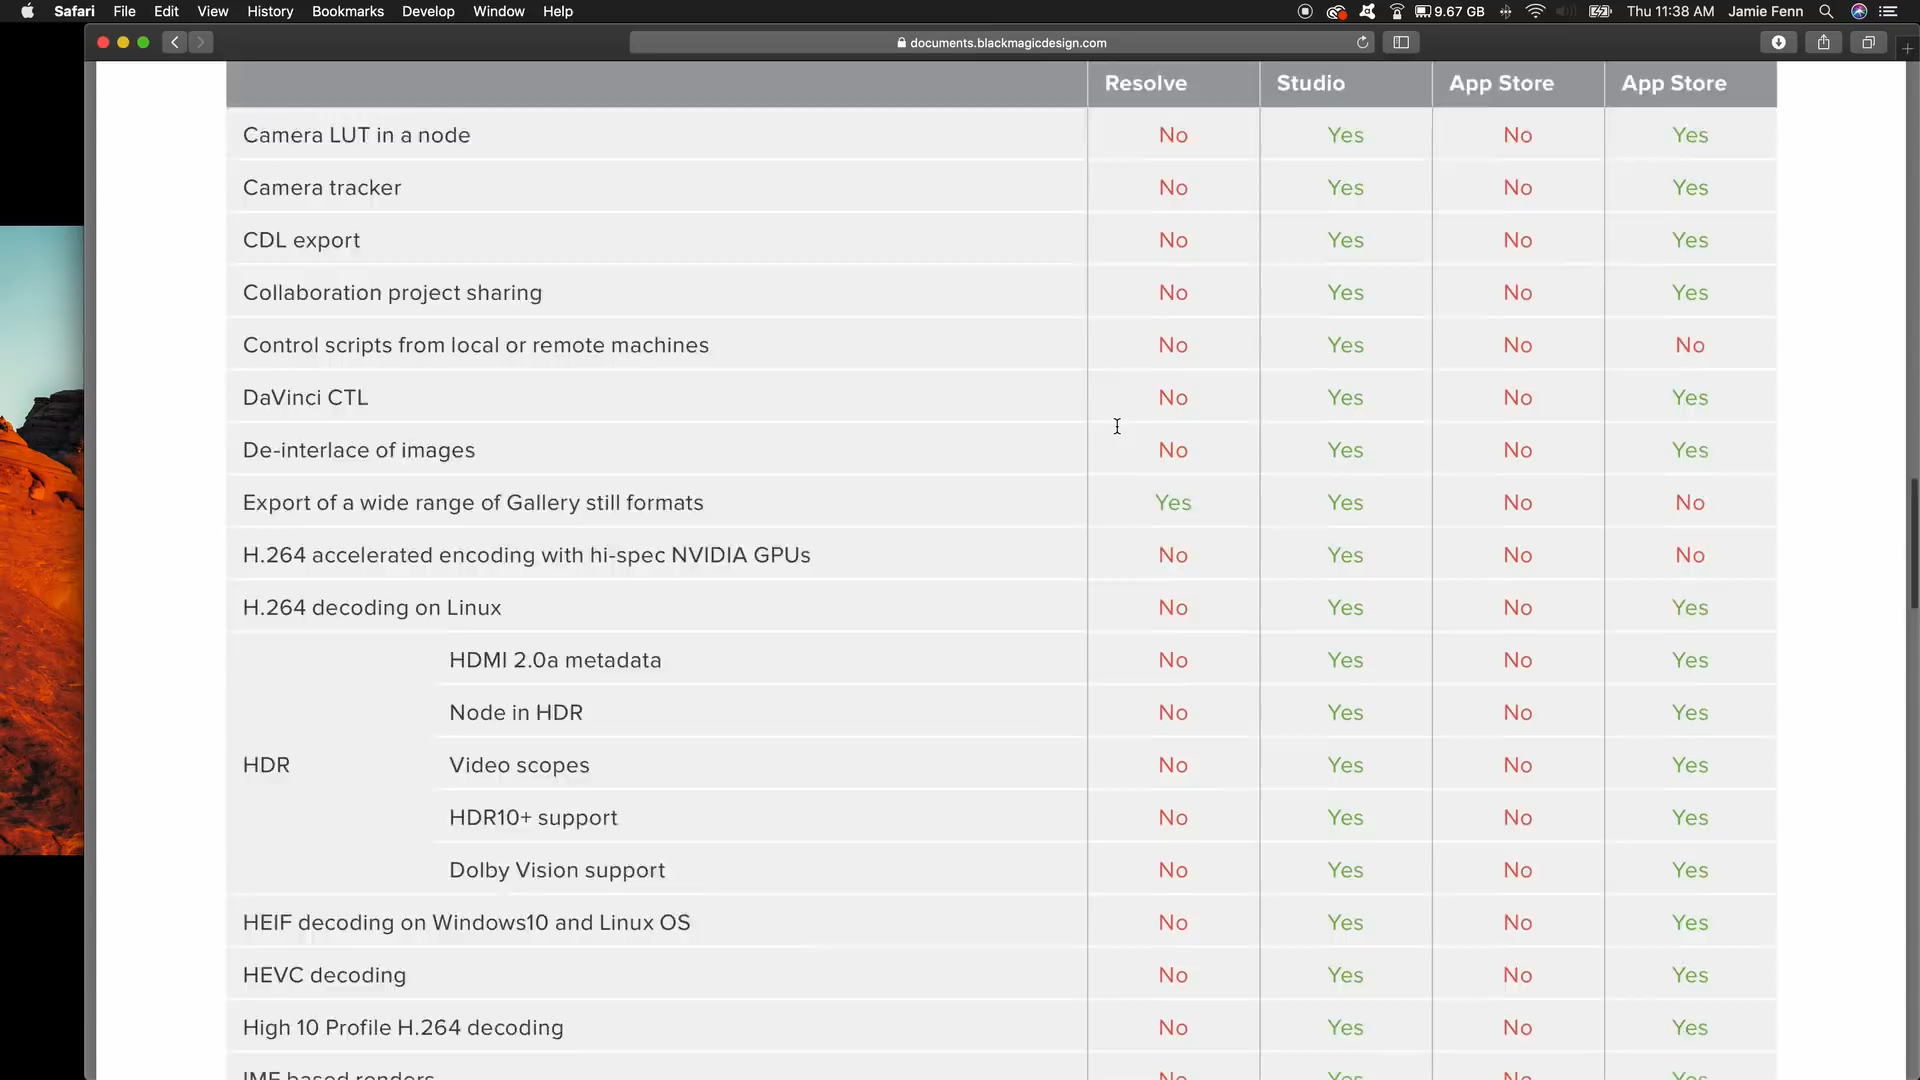 Safari File Edit View History Bookmarks Develop Window Help 9.67 GB Thu 11:38 AM Jamie Fenn
documents.blackmagicdesign.com
Resolve Studio App Store App Store
Camera LUT in a node No Yes No Yes
Camera tracker No Yes No Yes
CDL export No Yes No Yes
Collaboration project sharing No Yes No Yes
Control scripts from local or remote machines No Yes No No
DaVinci CTL No Yes No Yes
De-interlace of images No Yes No Yes
Export of a wide range of Gallery still formats Yes Yes No No
H.264 accelerated encoding with hi-spec NVIDIA GPUs No Yes No No
H.264 decoding on Linux No Yes No Yes
HDMI 2.0a metadata No Yes No Yes
Node in HDR No Yes No Yes
HDR Video scopes No Yes No Yes
HDR10+ support No Yes No Yes
Dolby Vision support No Yes No Yes
HEIF decoding on Windows10 and Linux OS No Yes No Yes
HEVC decoding No Yes No Yes
High 10 Profile H.264 decoding No Yes No Yes
IMF based renders No Yes No Yes